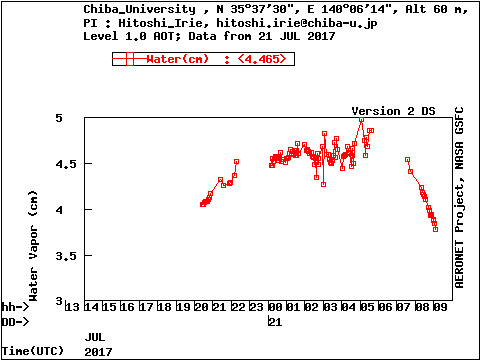 Chiba_University , N 35°37'30", E 140°06'14", Alt 60 m,
PI : Hitoshi_Irie, hitoshi.irie@chiba-u.jp
Level 1.0 AOT; Data from 21 JUL 2017
Water(cm) : <4.465>
Version 2 DS
5
4.5
4
3.5
3
Water Vapor (cm)
AERONET Project, NASA GSFC
hh-> 13 14 15 16 17 18 19 20 21 22 23 00 01 02 03 04 05 06 07 08 09
DD-> 21
JUL
Time(UTC) 2017